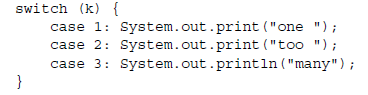 switch (k) {
    case 1: System.out.print("one ");
    case 2: System.out.print("too ");
    case 3: System.out.println("many");
}